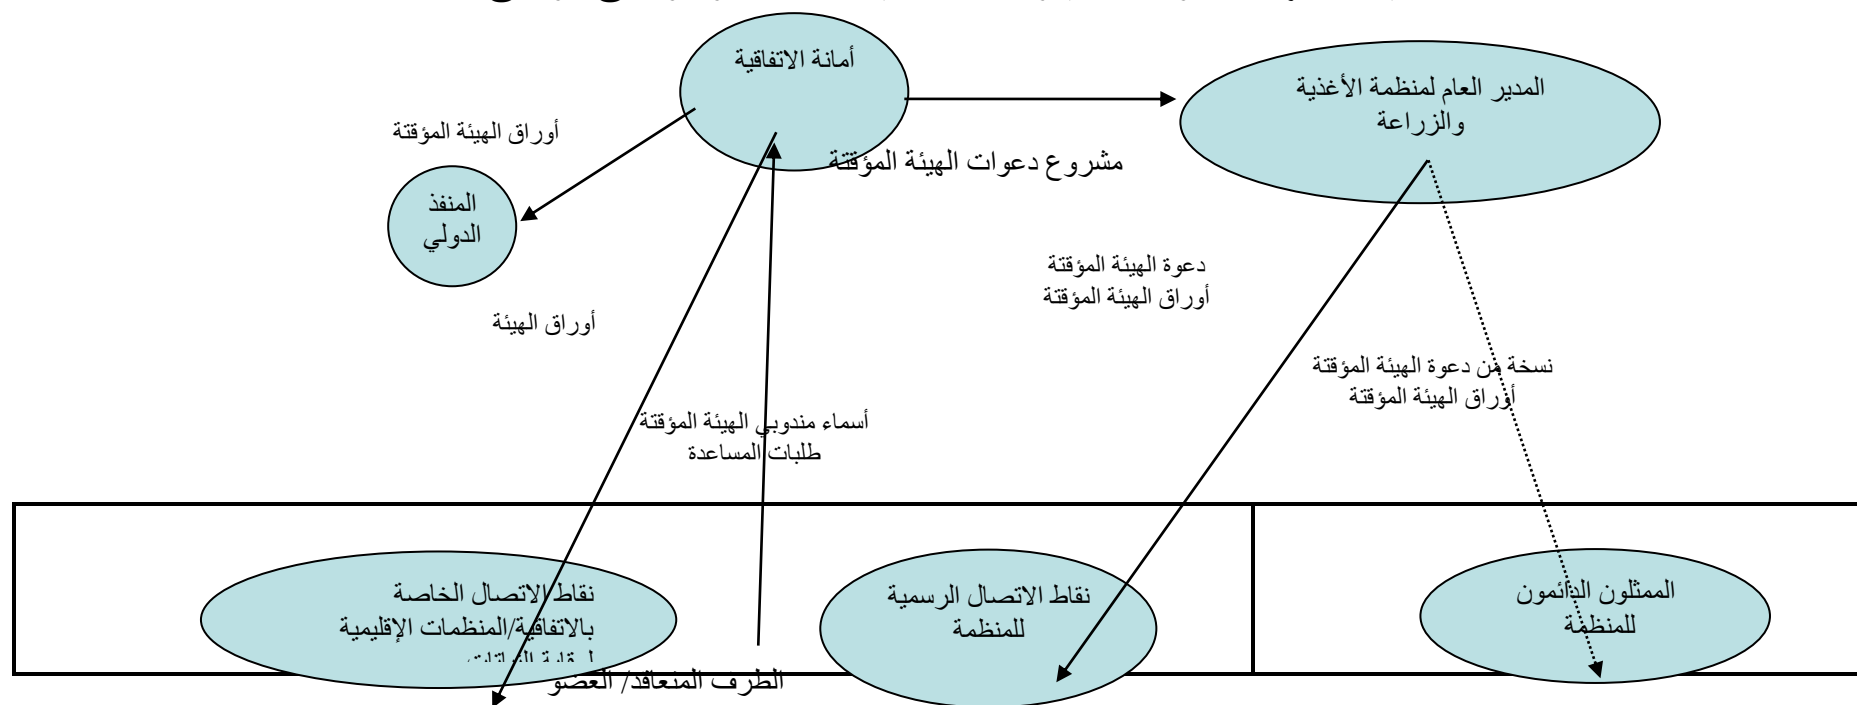 أمانة الاتفاقية
المدير العام لمنظمة الأغذية
والزراعة
أوراق الهيئة المؤقتة
مشروع دعوات الهيئة المؤقتة
المنفذ
الدولي
دعوة الهيئة المؤقتة
أوراق الهيئة المؤقتة
أوراق الهيئة
نسخة من دعوة الهيئة المؤقتة
أوراق الهيئة المؤقتة
أسماء مندوبي الهيئة المؤقتة
طلبات المساعدة
الممثلون الدائمون
للمنظمة
نقاط الاتصال الرسمية
للمنظمة
نقاط الاتصال الخاصة
بالاتفاقية/المنظمات الإقليمية
لوقاية النباتات
الطرف المتعاقد/ العضو